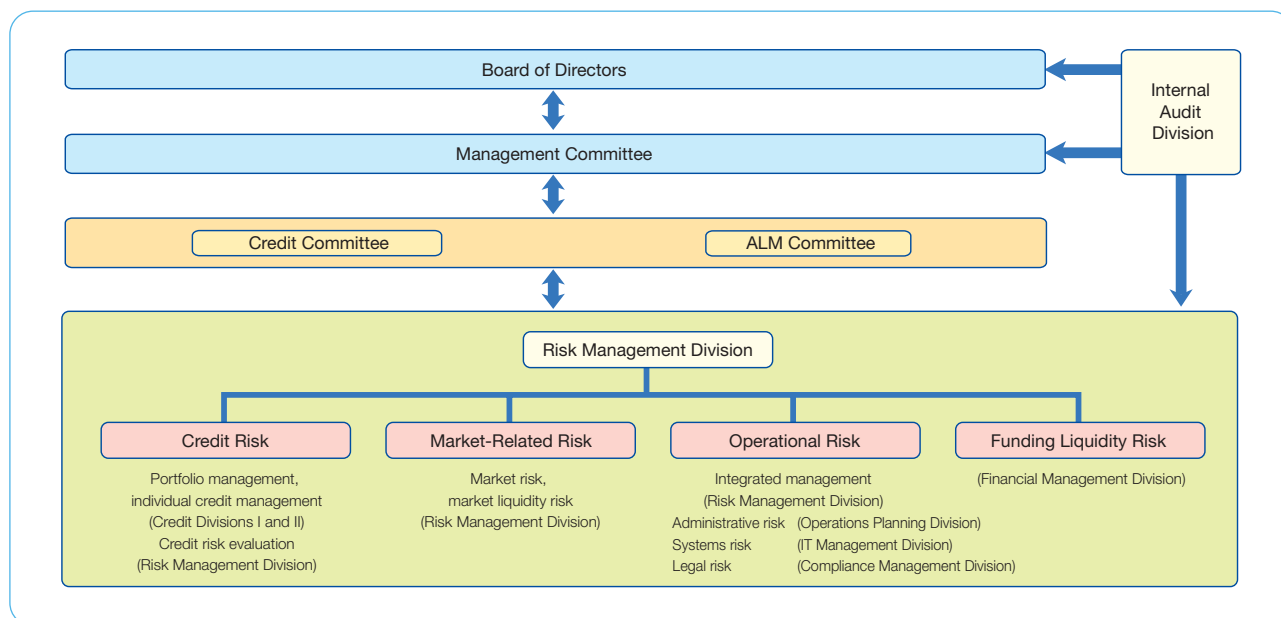 Board of Directors
Internal
Audit
Division
Management Committee
Credit Committee
ALM Committee
Risk Management Division
Credit Risk
Portfolio management,
individual credit management
(Credit Divisions I and II)
Credit risk evaluation
(Risk Management Division)
Market-Related Risk
Market risk,
market liquidity risk
(Risk Management Division)
Operational Risk
Integrated management
(Risk Management Division)
Administrative risk (Operations Planning Division)
Systems risk (IT Management Division)
Legal risk (Compliance Management Division)
Funding Liquidity Risk
(Financial Management Division)